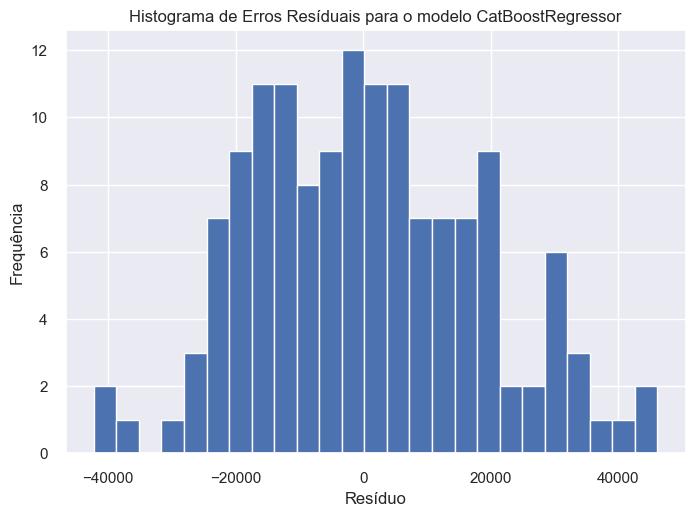 Histograma de Erros Resíduais para o modelo CatBoostRegressor
12
10
8
6
4
2
0
Frequência
−40000 −20000 0 20000 40000
Resíduo